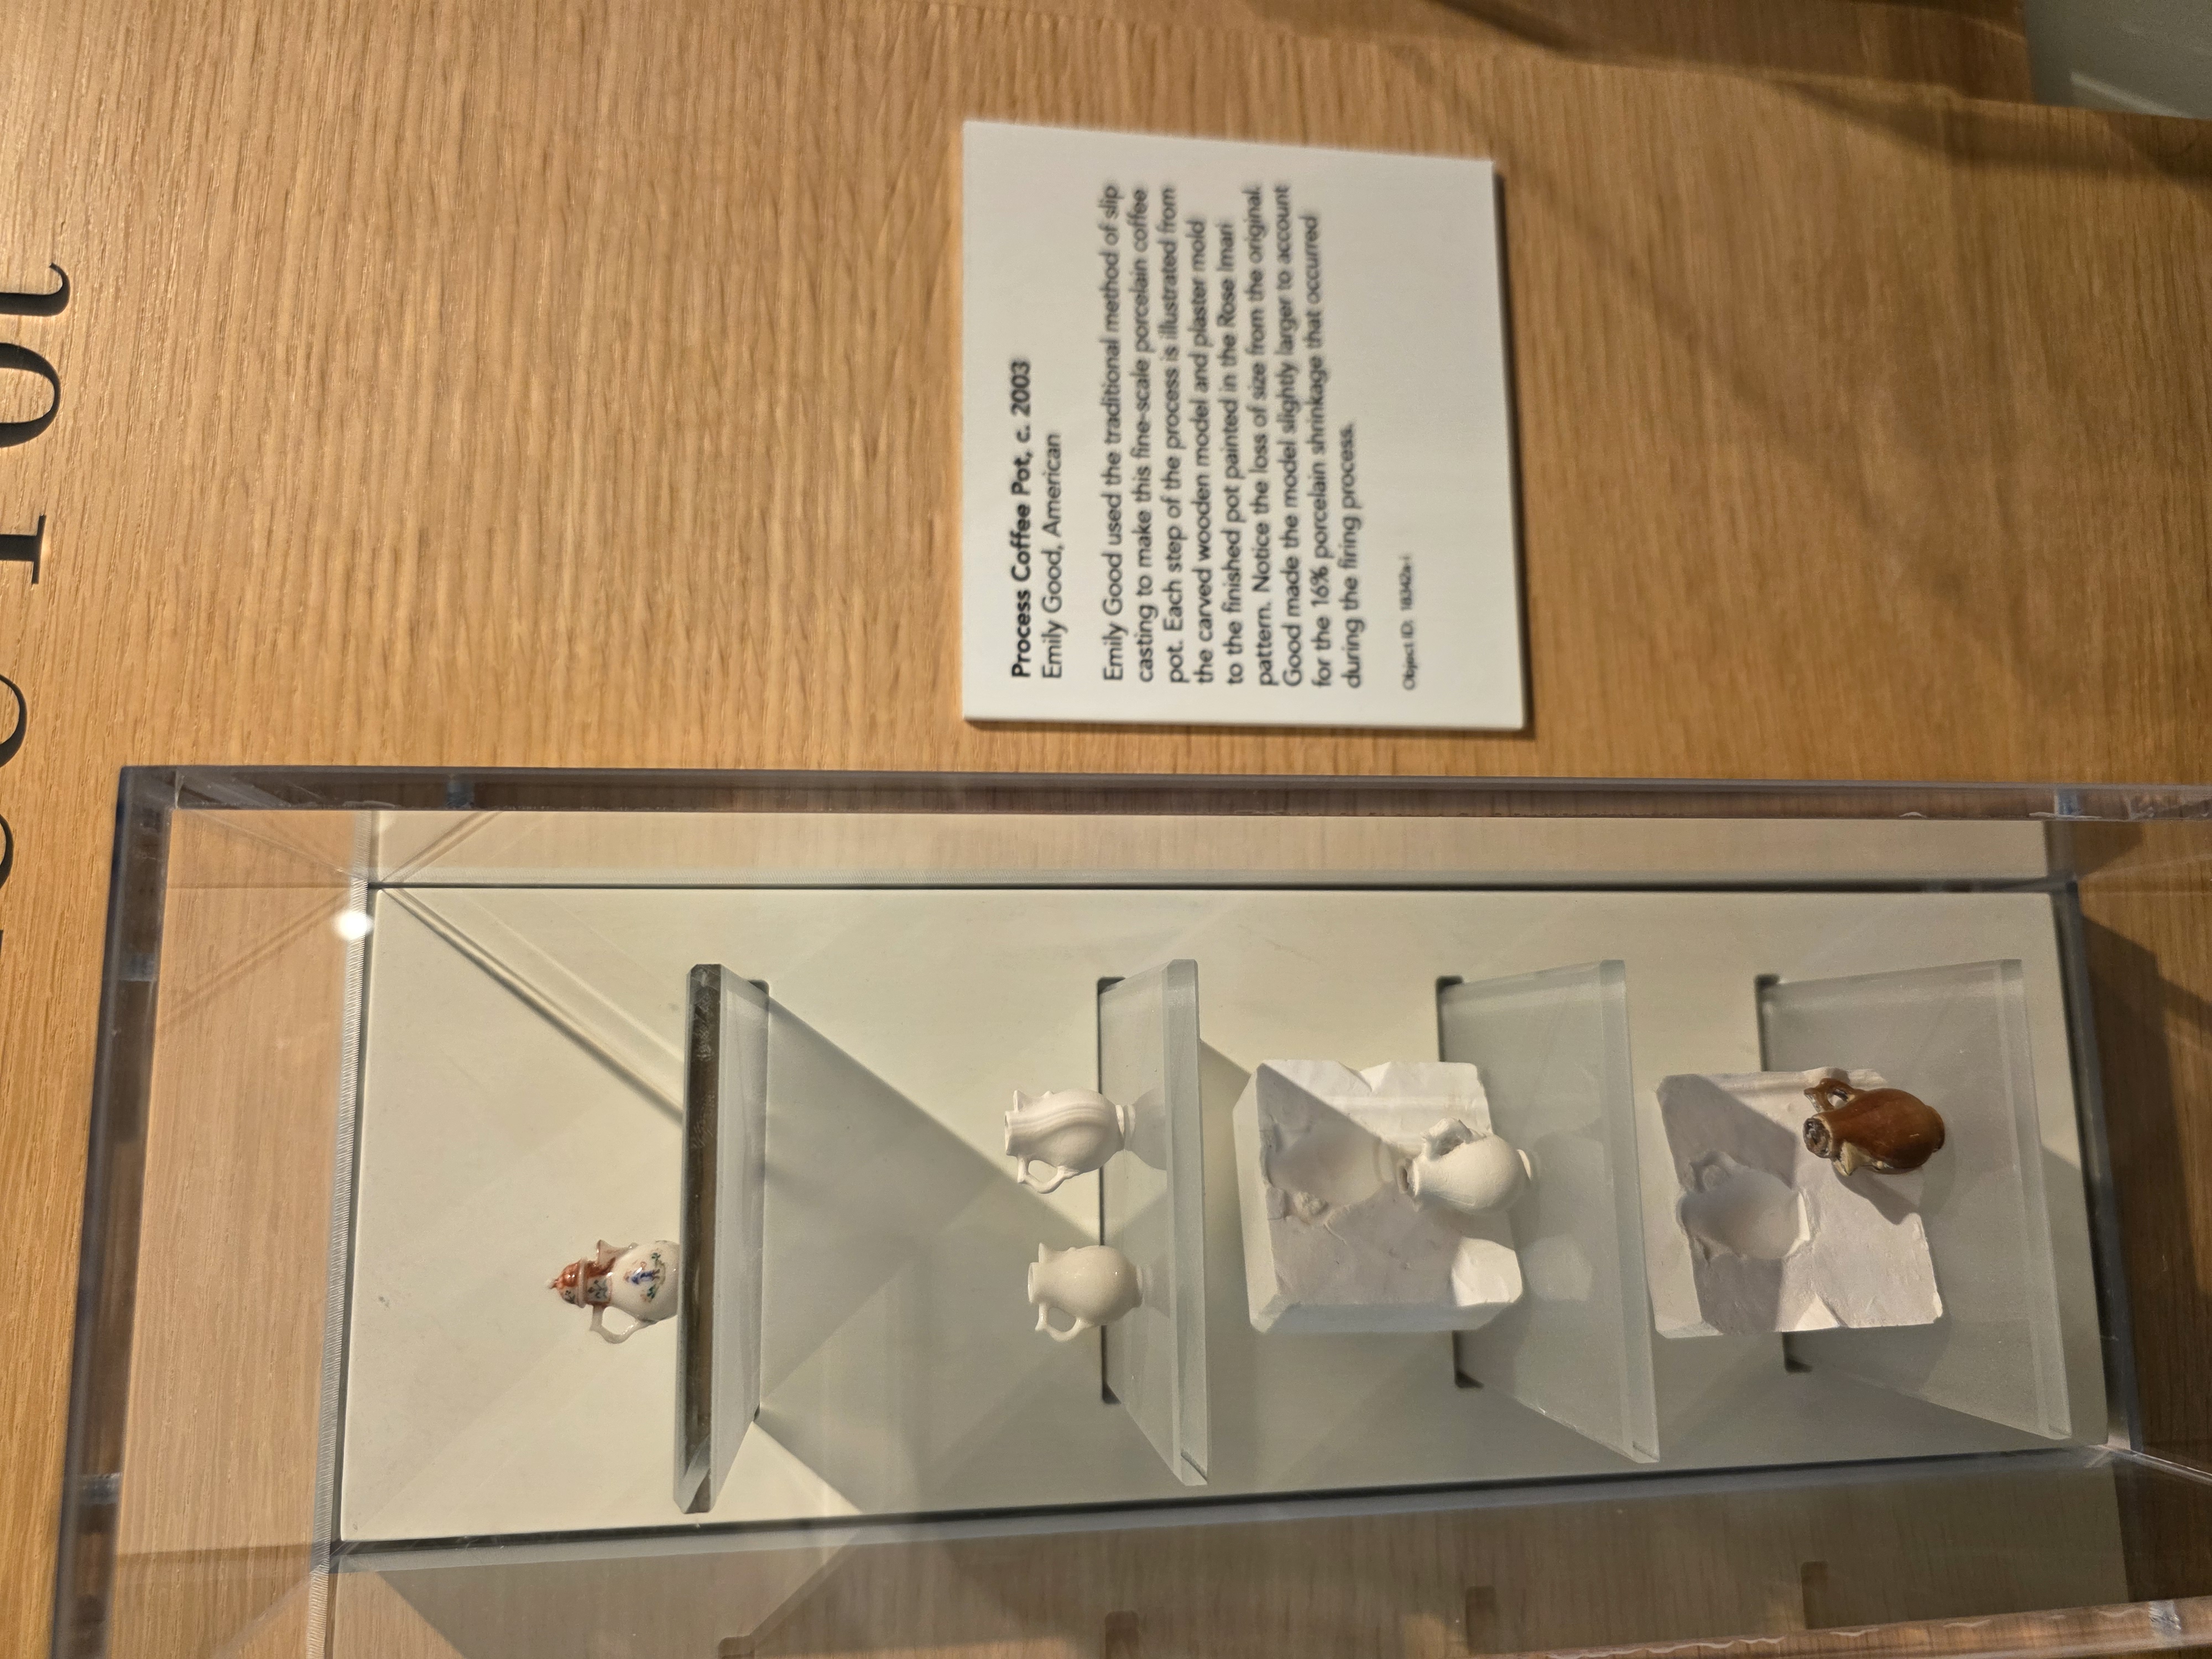 Pot
Process Coffee Pot, c. 2003
Emily Good, American
Emily Good used the traditional method of slip
casting to make this fine-scale porcelain coffee
pot. Each step of the process is illustrated from
the carved wooden model and plaster mold
to the finished pot painted in the Rose Imari
pattern. Notice the loss of size from the original.
Good made the model slightly larger to account
for the 16% porcelain shrinkage that occurred
during the firing process.
Object ID: 18342a-i